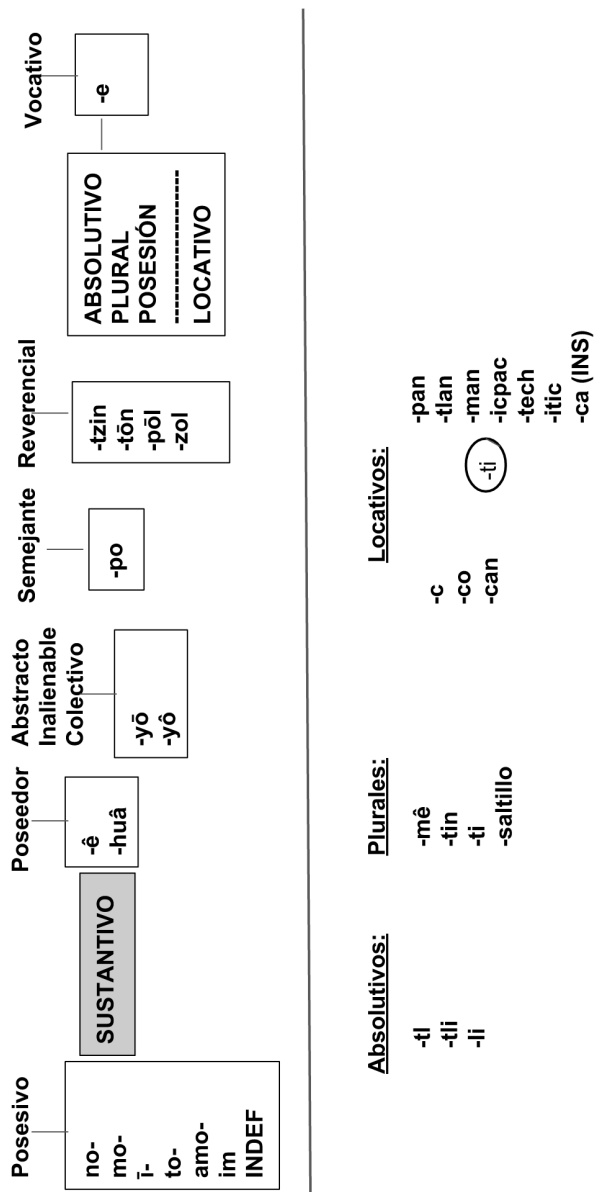 Posesivo
no-
mo-
ī-
to-
amo-
im
INDEF
SUSTANTIVO
Poseedor
-ê
-huâ
Abstracto
Inalienable
Colectivo
-yō
-yô
Semejante
-po
Reverencial
-tzin
-tōn
-pōl
-zol
ABSOLUTIVO
PLURAL
POSESIÓN
----------------------
LOCATIVO
Vocativo
-e
Absolutivos:
-tl
-tli
-li
Plurales:
-mê
-tin
-ti
-saltillo
Locativos:
-c
-co
-can
-ti
-pan
-tlan
-man
-icpac
-tech
-itic
-ca (INS)